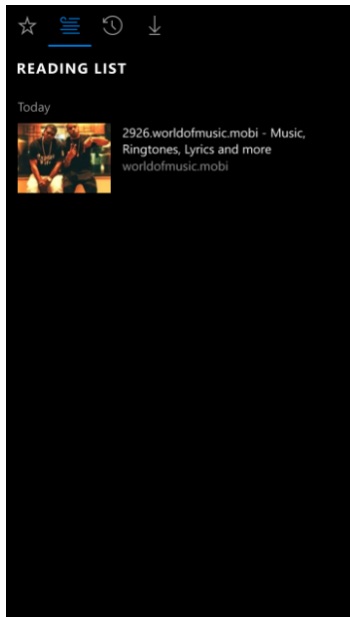 READING LIST
Today
2926.worldofmusic.mobi - Music,
Ringtones, Lyrics and more
worldofmusic.mobi